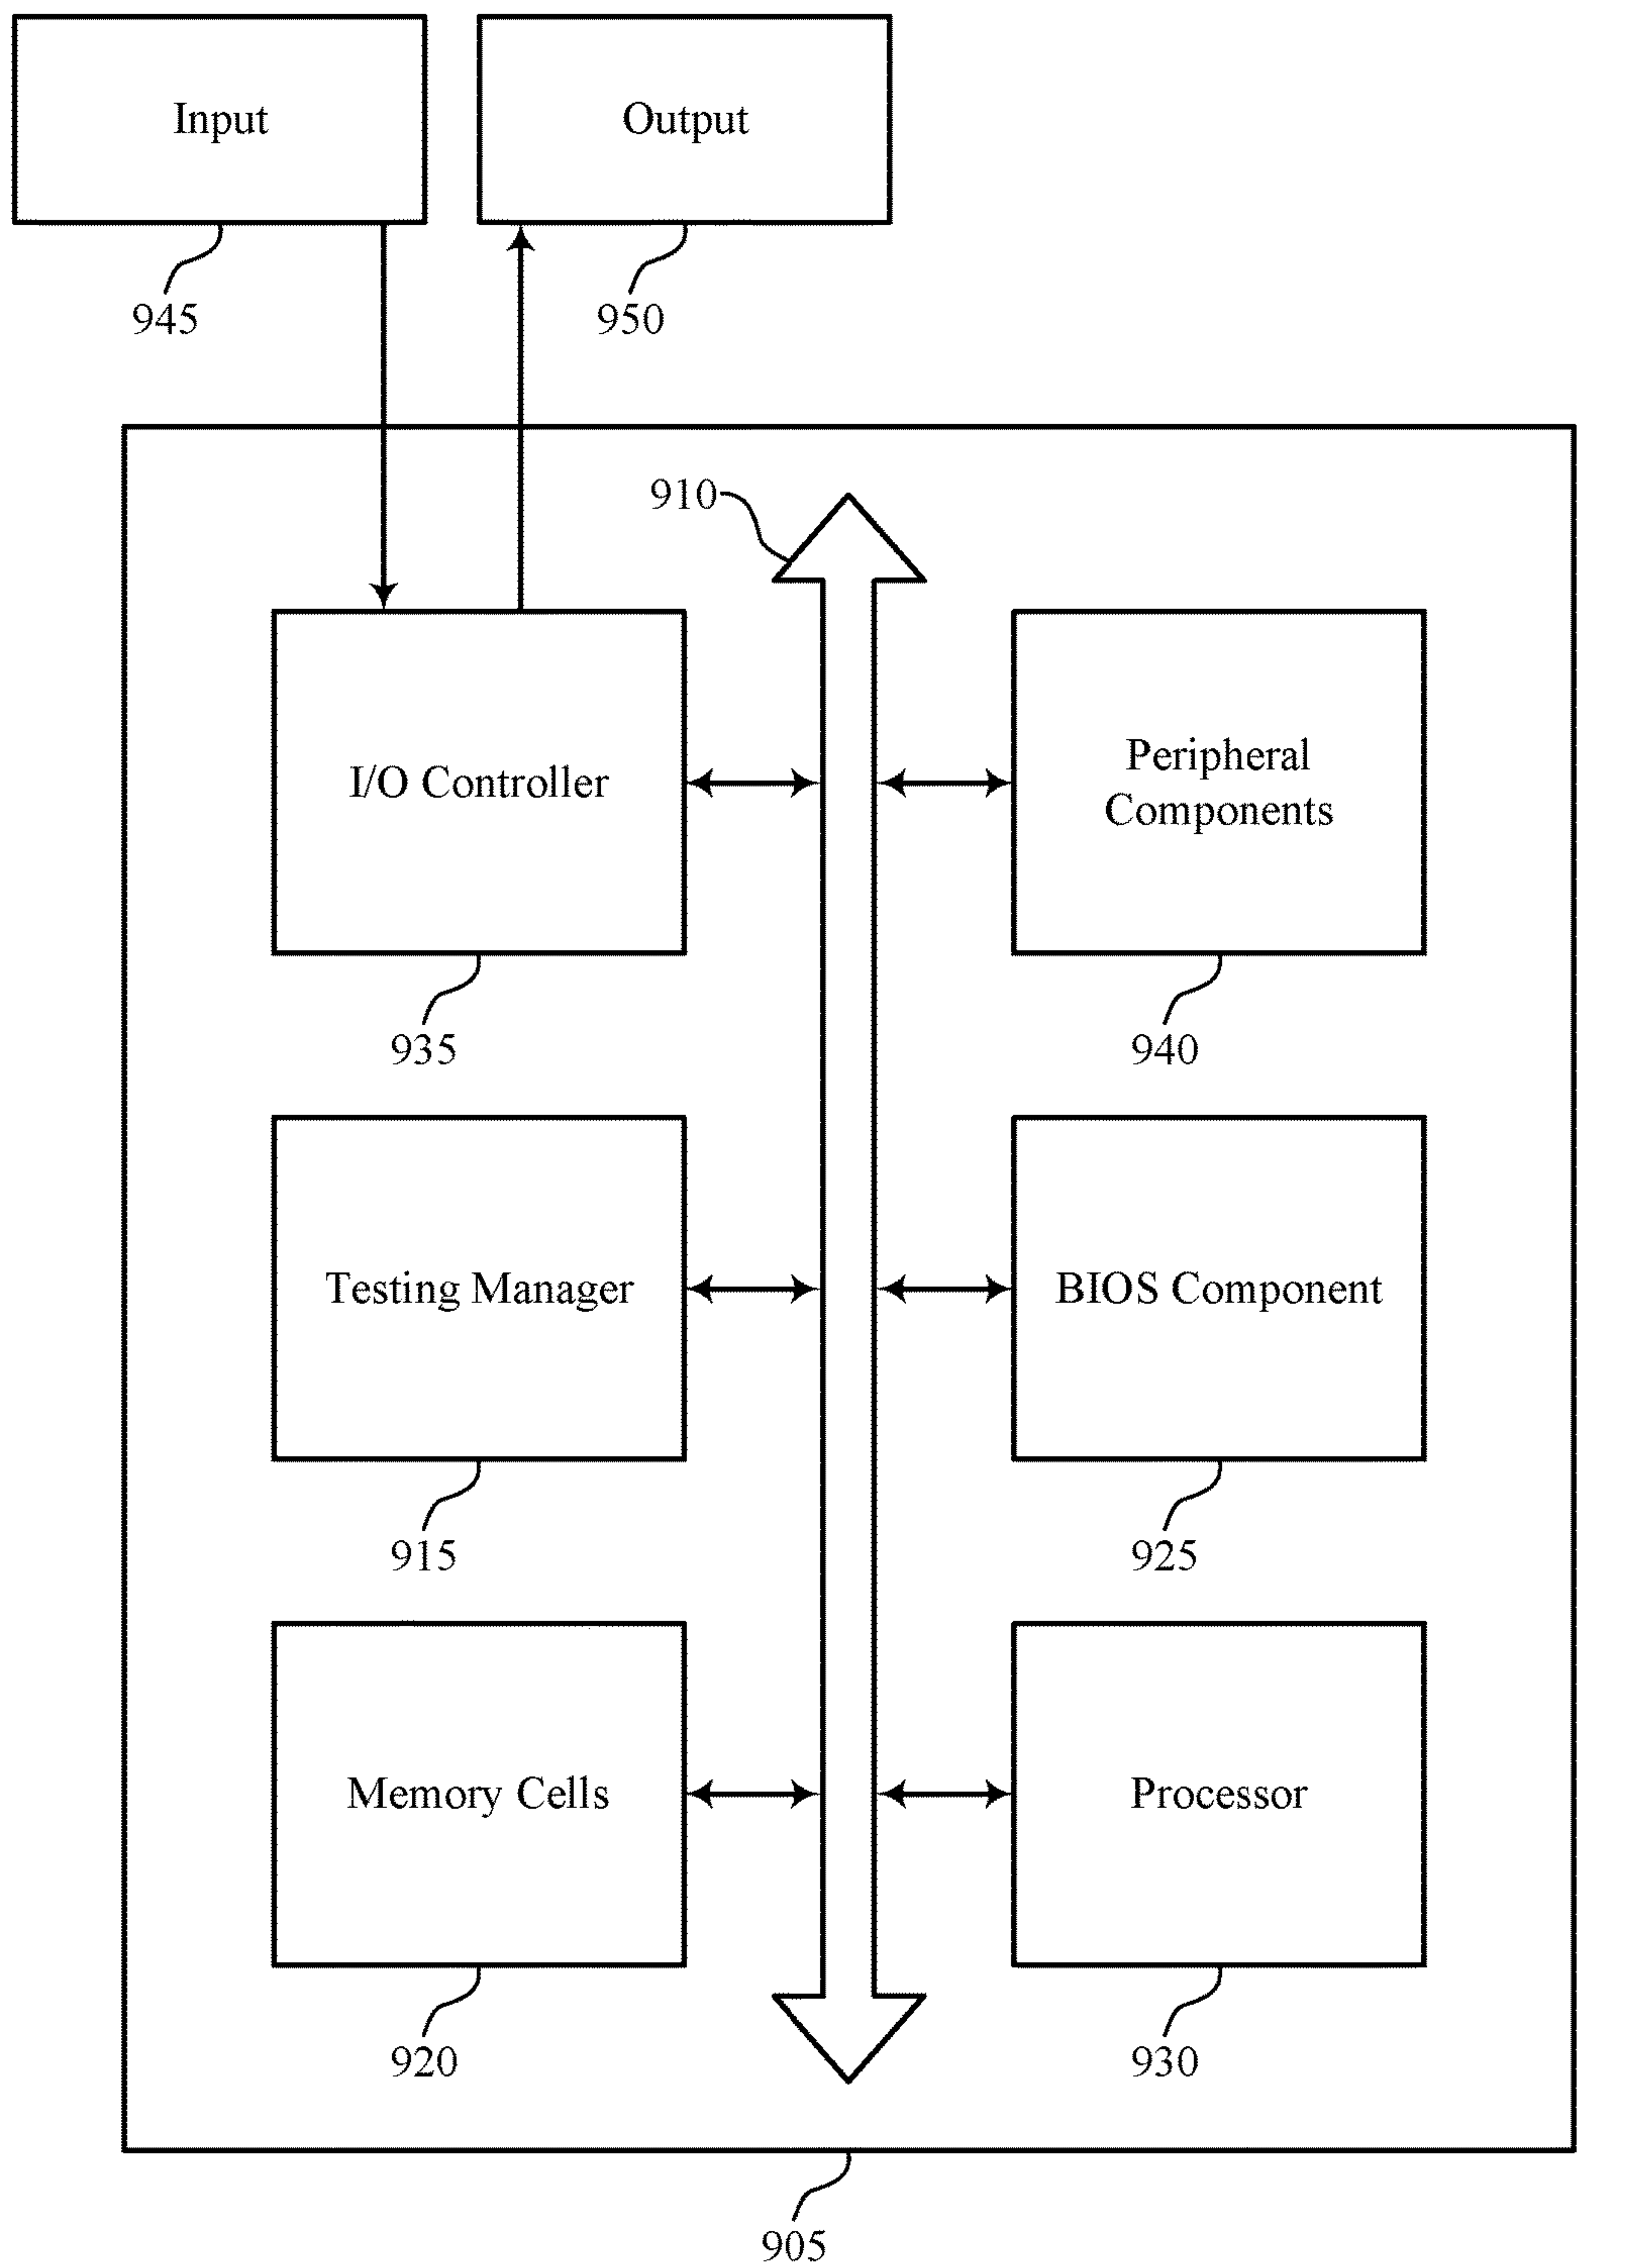 Input
Output
945
950
910
I/O Controller
Peripheral
Components
935
940
Testing Manager
BIOS Component
915
925
Memory Cells
Processor
920
930
905